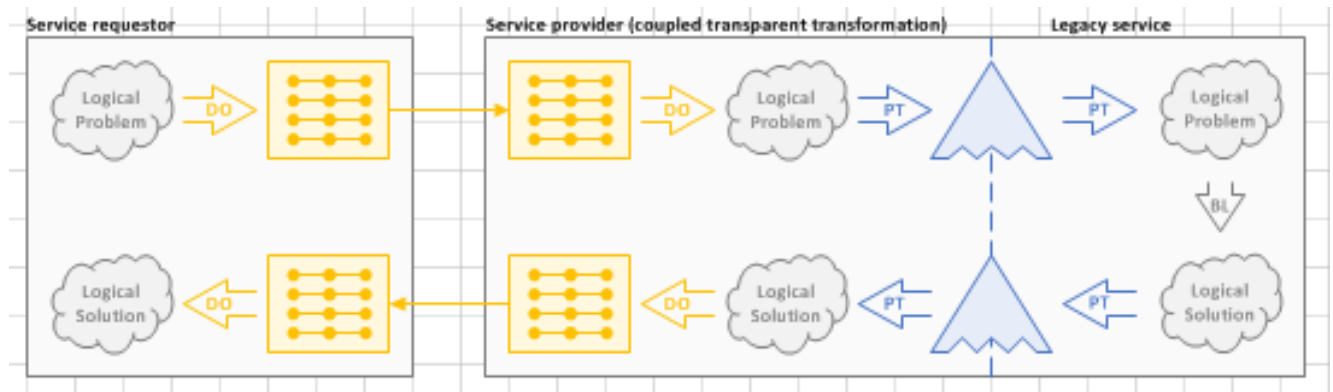 Service requestor
Service provider (coupled transparent transformation)
Legacy service
Logical
Problem
DO
DO
Logical
Problem
PT
PT
Logical
Problem
BL
Logical
Solution
DO
DO
Logical
Solution
PT
PT
Logical
Solution